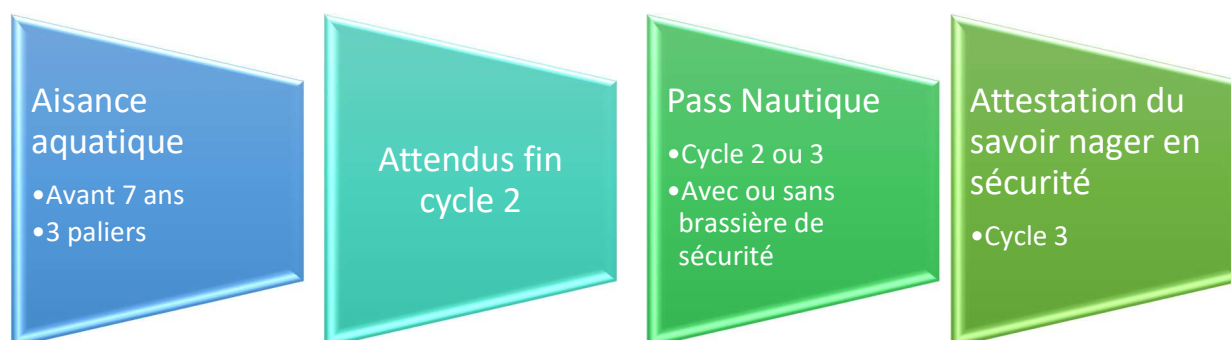 Aisance
aquatique
•Avant 7 ans
•3 paliers
Attendus fin
cycle 2
Pass Nautique
•Cycle 2 ou 3
•Avec ou sans
brassière de
sécurité
Attestation du
savoir nager en
sécurité
•Cycle 3